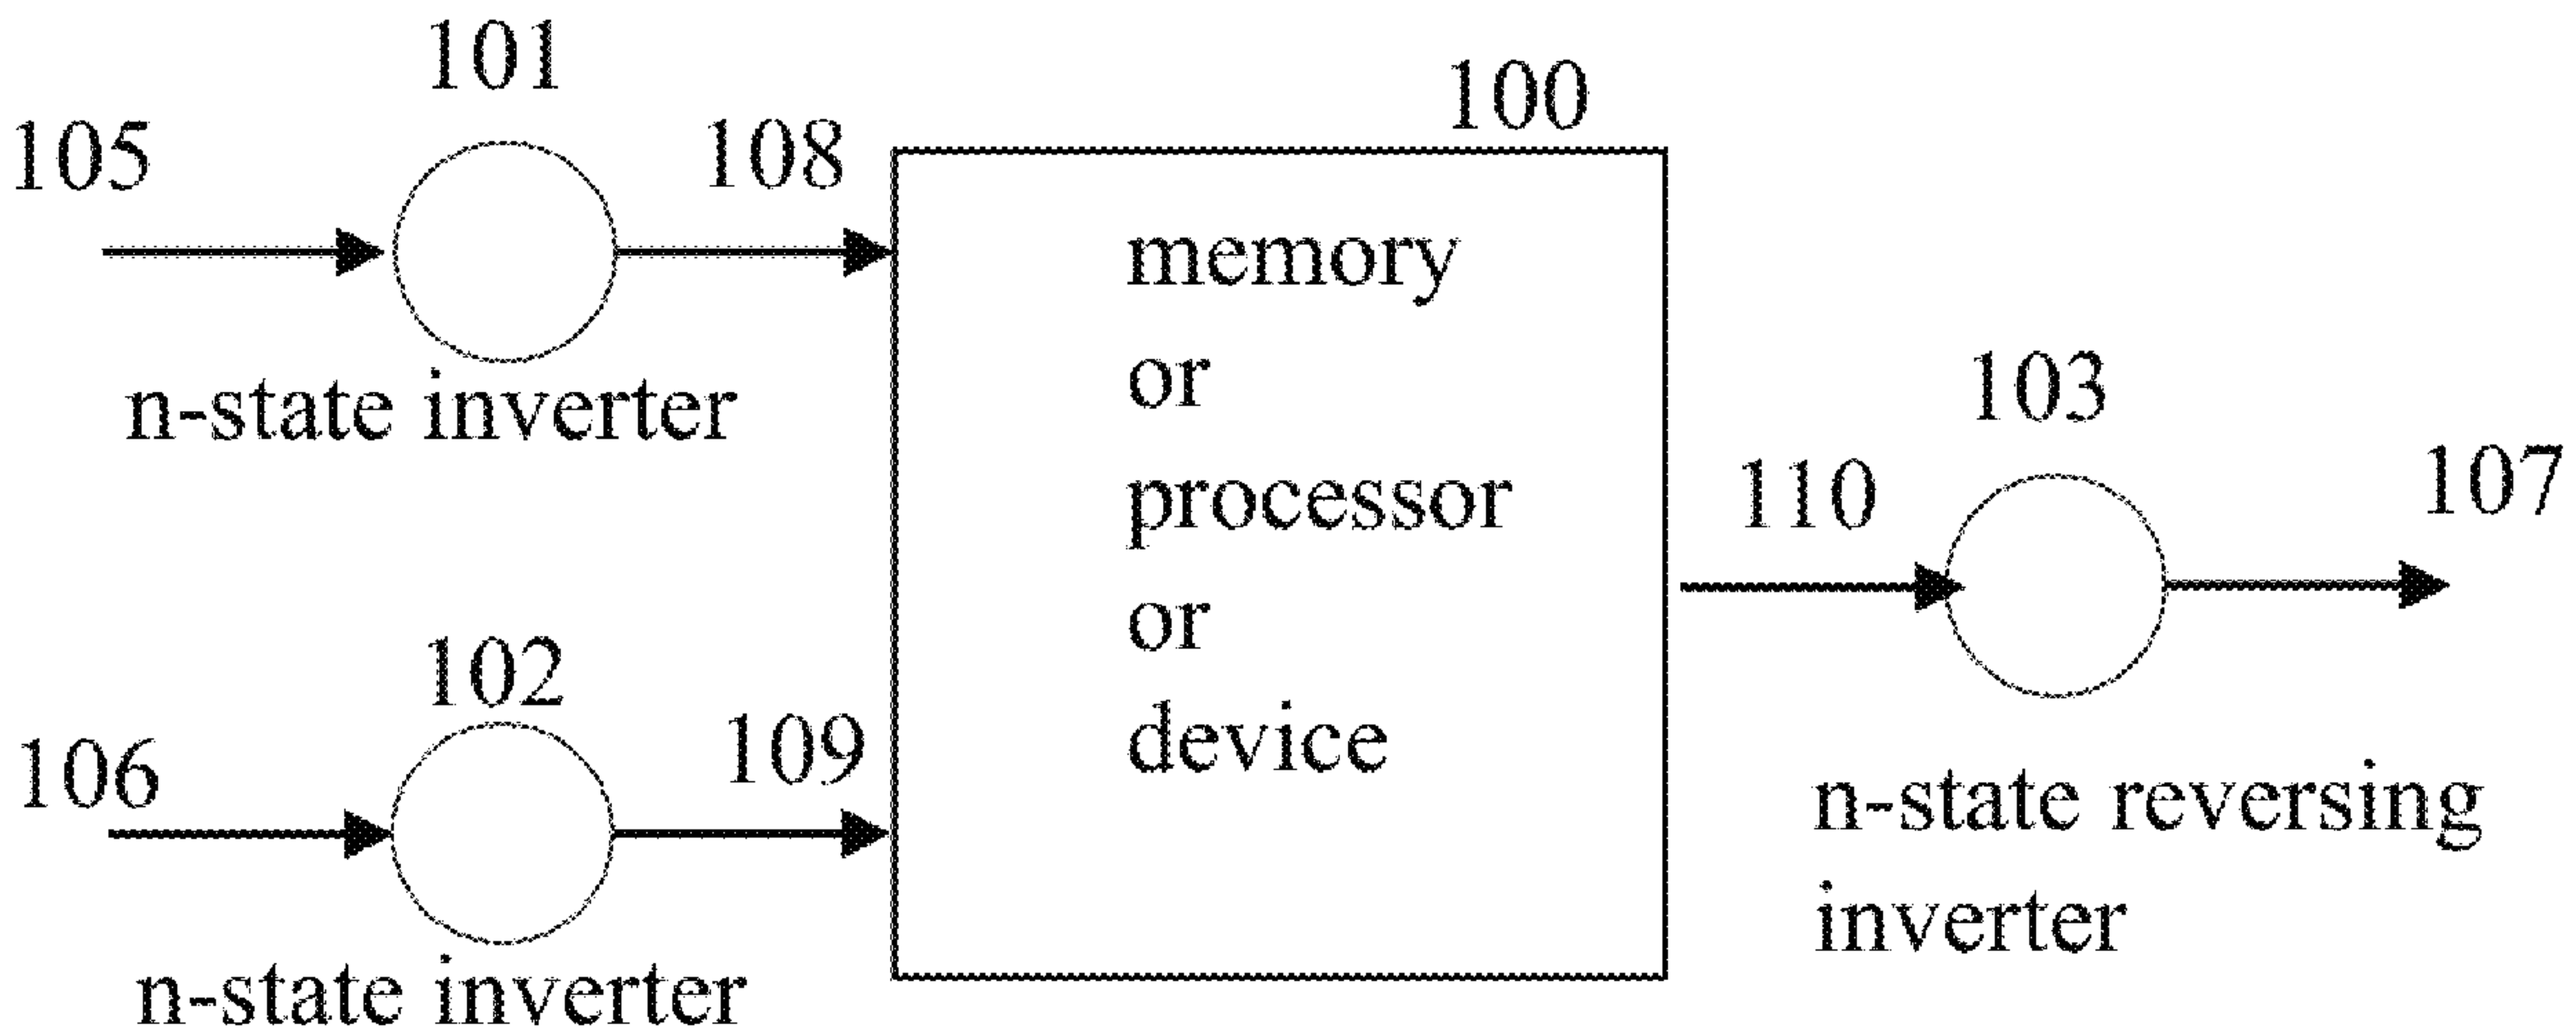 101
100
105
108
memory
or
processor
or
device
n-state inverter
103
110
107
102
106
109
n-state reversing
inverter
n-state inverter